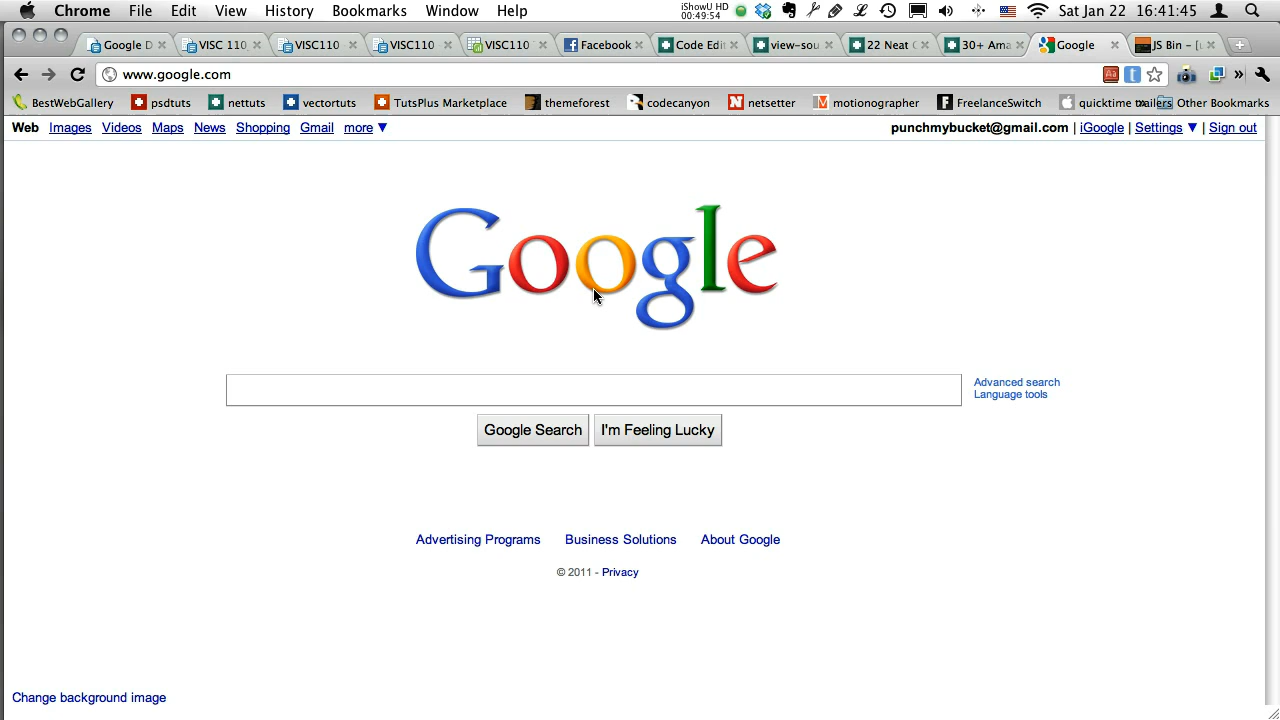 Chrome File Edit View History Bookmarks Window Help iShowU HD 00:49:54 Sat Jan 22 16:41:45
Google D VISC 110, VISC110 VISC110 VISC110 Facebook Code Edit view-sou 22 Neat C 30+ Ama Google JS Bin – [
www.google.com
BestWebGallery psdtuts nettuts vectortuts TutsPlus Marketplace themeforest codecanyon netsetter motionographer FreelanceSwitch quicktime » Other Bookmarks
Web Images Videos Maps News Shopping Gmail more ▼ punchmybucket@gmail.com | iGoogle | Settings ▼ | Sign out
Google
Advanced search
Language tools
Google Search I'm Feeling Lucky
Advertising Programs Business Solutions About Google
© 2011 - Privacy
Change background image